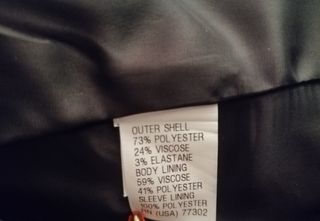 OUTER SHELL
73% POLYESTER
24% VISCOSE
3% ELASTANE
BODY LINING
59% VISCOSE
41% POLYESTER
SLEEVE LINING
100% POLYESTER
RN (USA) 77302